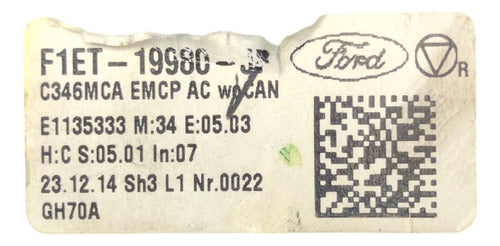 F1ET-19980-
Ford
R
C346MCA EMCP AC woCAN
E1135333 M:34 E:05.03
H:C S:05.01 In:07
23.12.14 Sh3 L1 Nr.0022
GH70A